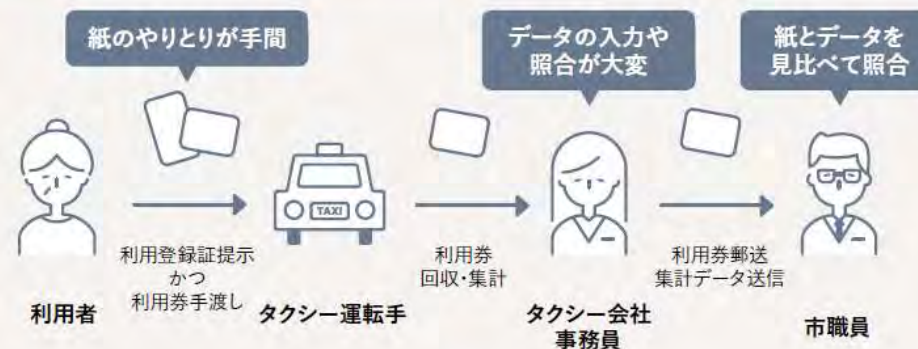 紙のやりとりが手間
データの入力や
照合が大変
紙とデータを
見比べて照合
TAXI
利用登録証提示
かつ
利用券手渡し
利用券
回収・集計
利用券郵送
集計データ送信
利用者
タクシー運転手
タクシー会社
事務員
市職員